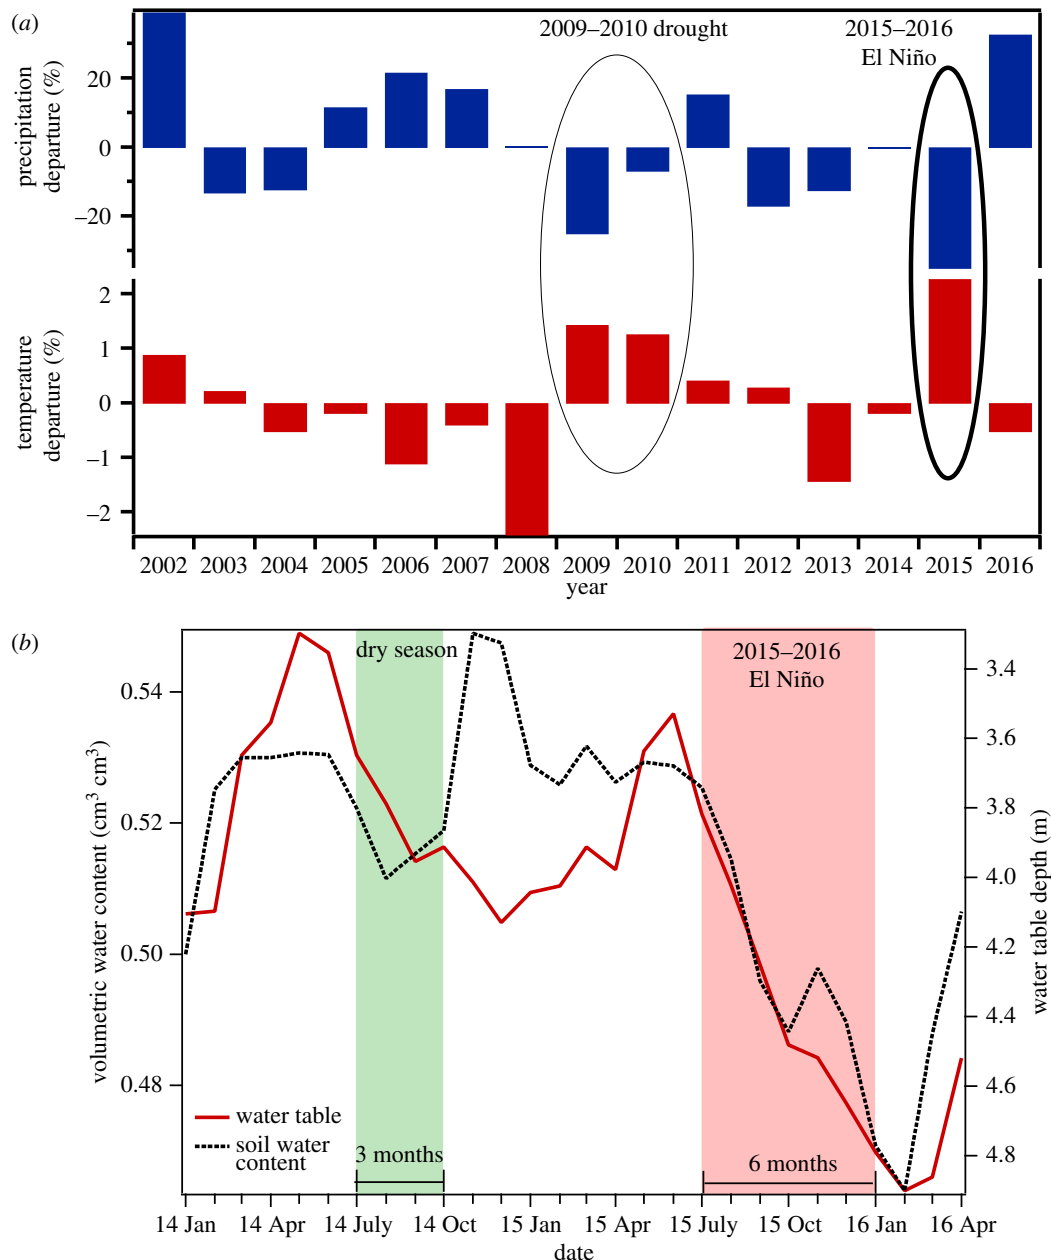 (a)
2009–2010 drought
2015–2016
El Niño
precipitation
departure (%)
20
0
–20
temperature
departure (%)
2
1
0
–1
–2
2002 2003 2004 2005 2006 2007 2008 2009 2010 2011 2012 2013 2014 2015 2016
year
(b)
dry season
2015–2016
El Niño
volumetric water content (cm³ cm³)
0.54
0.52
0.50
0.48
3.4
3.6
3.8
4.0
4.2
4.4
4.6
4.8
water table depth (m)
water table
soil water
content
3 months
6 months
14 Jan 14 Apr 14 July 14 Oct 15 Jan 15 Apr 15 July 15 Oct 16 Jan 16 Apr
date